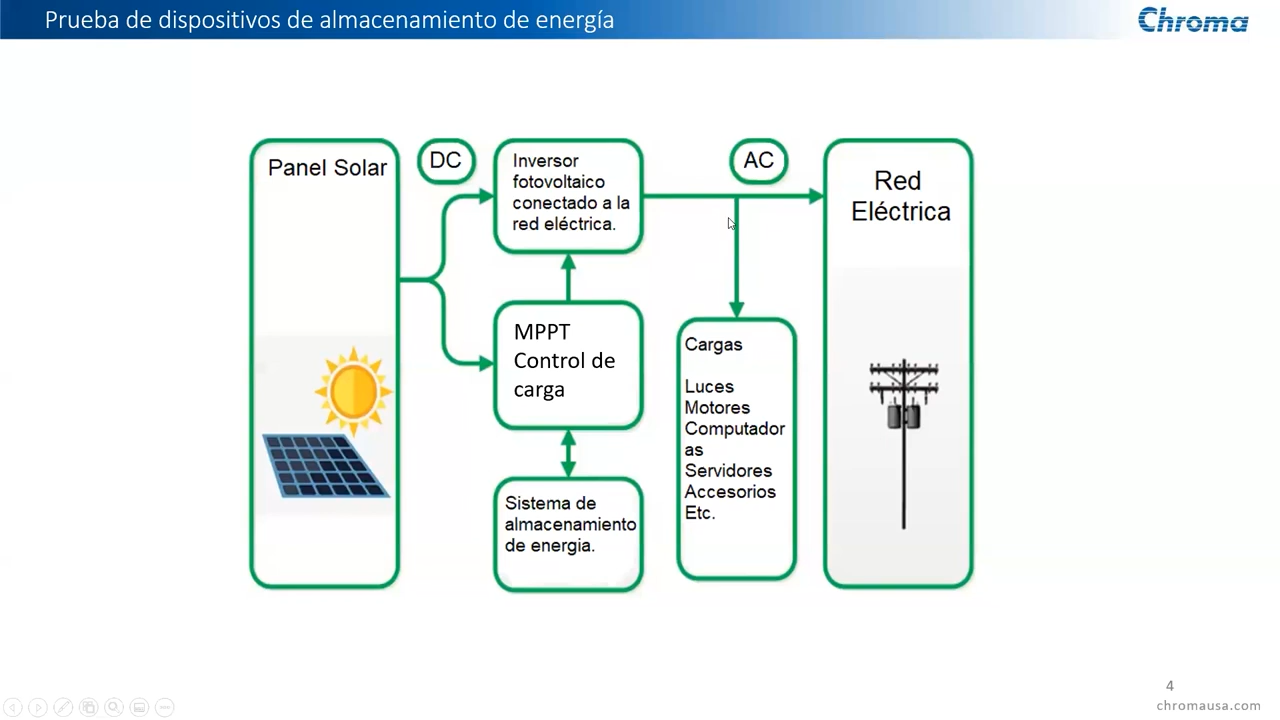 Prueba de dispositivos de almacenamiento de energía
Chroma
Panel Solar
DC
Inversor
fotovoltaico
conectado a la
red eléctrica.
AC
Red
Eléctrica
MPPT
Control de
carga
Cargas
Luces
Motores
Computador
as
Servidores
Accesorios
Etc.
Sistema de
almacenamiento
de energia.
4
chromausa.com